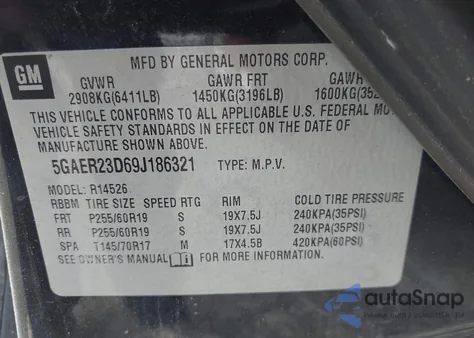 GM
MFD BY GENERAL MOTORS CORP.
GVWR GAWR FRT GAWR
2908KG(6411LB) 1450KG(3196LB) 1600KG(352
THIS VEHICLE CONFORMS TO ALL APPLICABLE U.S. FEDERAL MO
VEHICLE SAFETY STANDARDS IN EFFECT ON THE DATE OF
MANUFACTURE SHOWN ABOVE.
5GAER23D69J186321 TYPE: M.P.V.
MODEL: R14526
RBBM TIRE SIZE SPEED RTG RIM COLD TIRE PRESSURE
FRT P255/60R19 S 19X7.5J 240KPA(35PSI)
RR P255/60R19 S 19X7.5J 240KPA(35PSI)
SPA T145/70R17 M 17X4.5B 420KPA(60PSI)
SEE OWNER'S MANUAL FOR MORE INFORMATION.
autoSnap